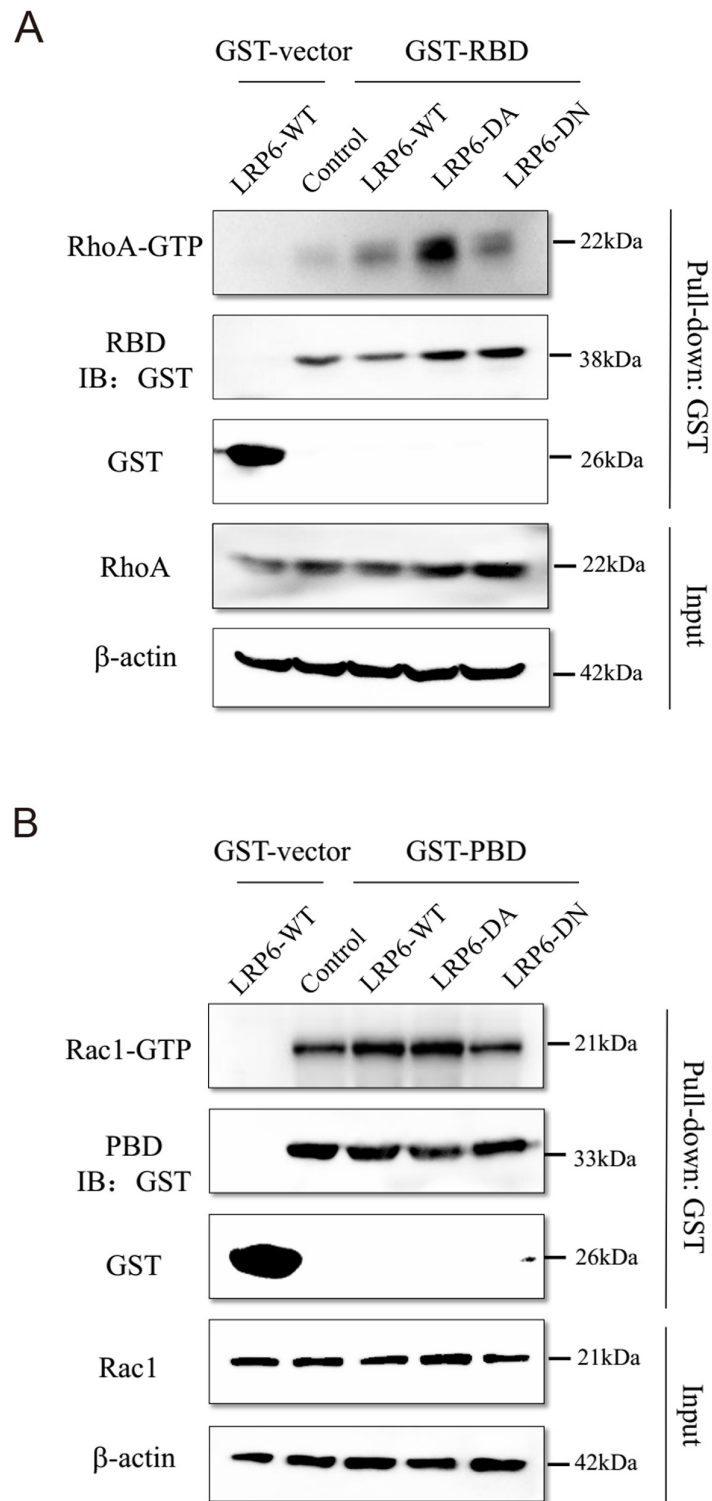 A
GST-vector GST-RBD
LRP6-WT Control LRP6-WT LRP6-DA LRP6-DN
RhoA-GTP 22kDa
RBD
IB： GST 38kDa
GST 26kDa
Pull-down: GST
RhoA 22kDa
β-actin 42kDa
Input
B
GST-vector GST-PBD
LRP6-WT Control LRP6-WT LRP6-DA LRP6-DN
Rac1-GTP 21kDa
PBD
IB： GST 33kDa
GST 26kDa
Pull-down: GST
Rac1 21kDa
β-actin 42kDa
Input